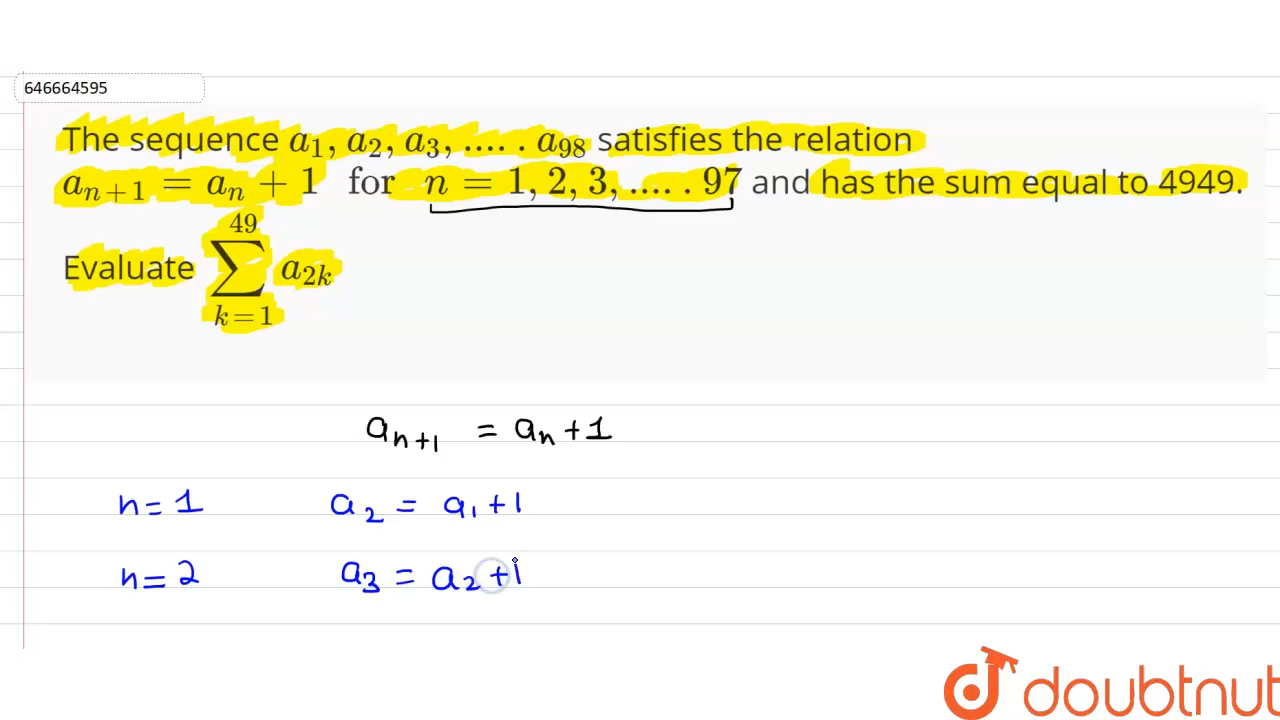 646664595
The sequence a₁, a₂, a₃, .... . a₉₈ satisfies the relation
aₙ₊₁ = aₙ + 1 for n = 1, 2, 3, .... . 97 and has the sum equal to 4949.
49
Evaluate ∑ a₂ₖ
k=1
aₙ₊₁ = aₙ + 1
n = 1 a₂ = a₁ + 1
n = 2 a₃ = a₂ + 1
doubtnut